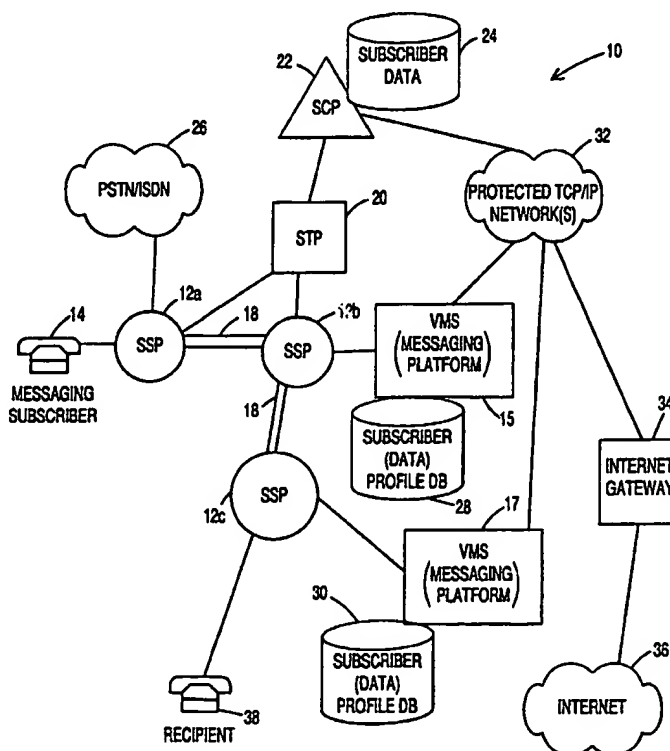 24
SUBSCRIBER
DATA
22
10
SCP
26
32
PSTN/ISDN
PROTECTED TCP/IP
NETWORK(S)
20
STP
12a
12b
14
18
SSP
SSP
VMS
(MESSAGING
PLATFORM)
MESSAGING
SUBSCRIBER
18
15
34
SUBSCRIBER
(DATA)
PROFILE DB
INTERNET
GATEWAY
28
17
SSP
12c
VMS
(MESSAGING
PLATFORM)
30
SUBSCRIBER
(DATA)
PROFILE DB
36
INTERNET
38
RECIPIENT